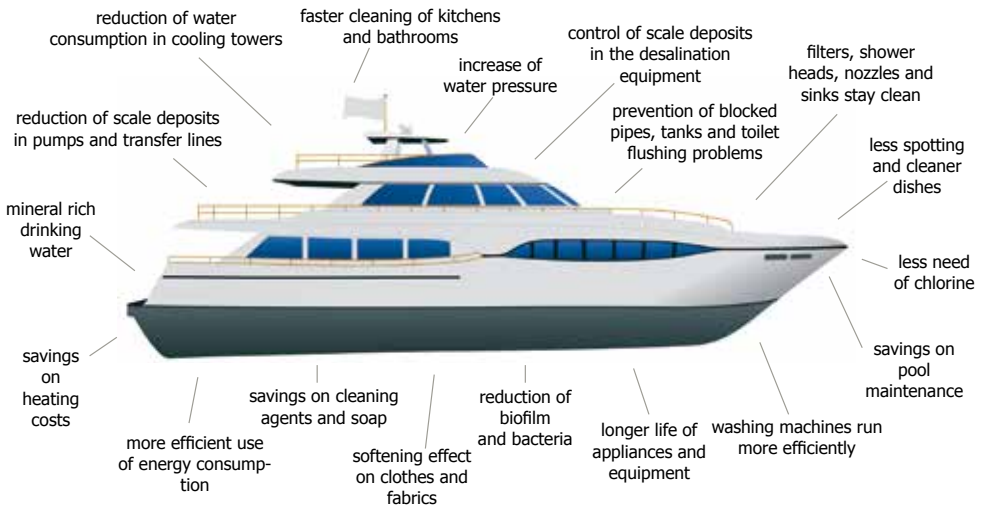 reduction of water
consumption in cooling towers
faster cleaning of kitchens
and bathrooms
increase of
water pressure
control of scale deposits
in the desalination
equipment
filters, shower
heads, nozzles and
sinks stay clean
reduction of scale deposits
in pumps and transfer lines
prevention of blocked
pipes, tanks and toilet
flushing problems
less spotting
and cleaner
dishes
mineral rich
drinking
water
less need
of chlorine
savings
on
heating
costs
savings on
pool
maintenance
more efficient use
of energy consump-
tion
savings on cleaning
agents and soap
softening effect
on clothes and
fabrics
reduction of
biofilm
and bacteria
longer life of
appliances and
equipment
washing machines run
more efficiently